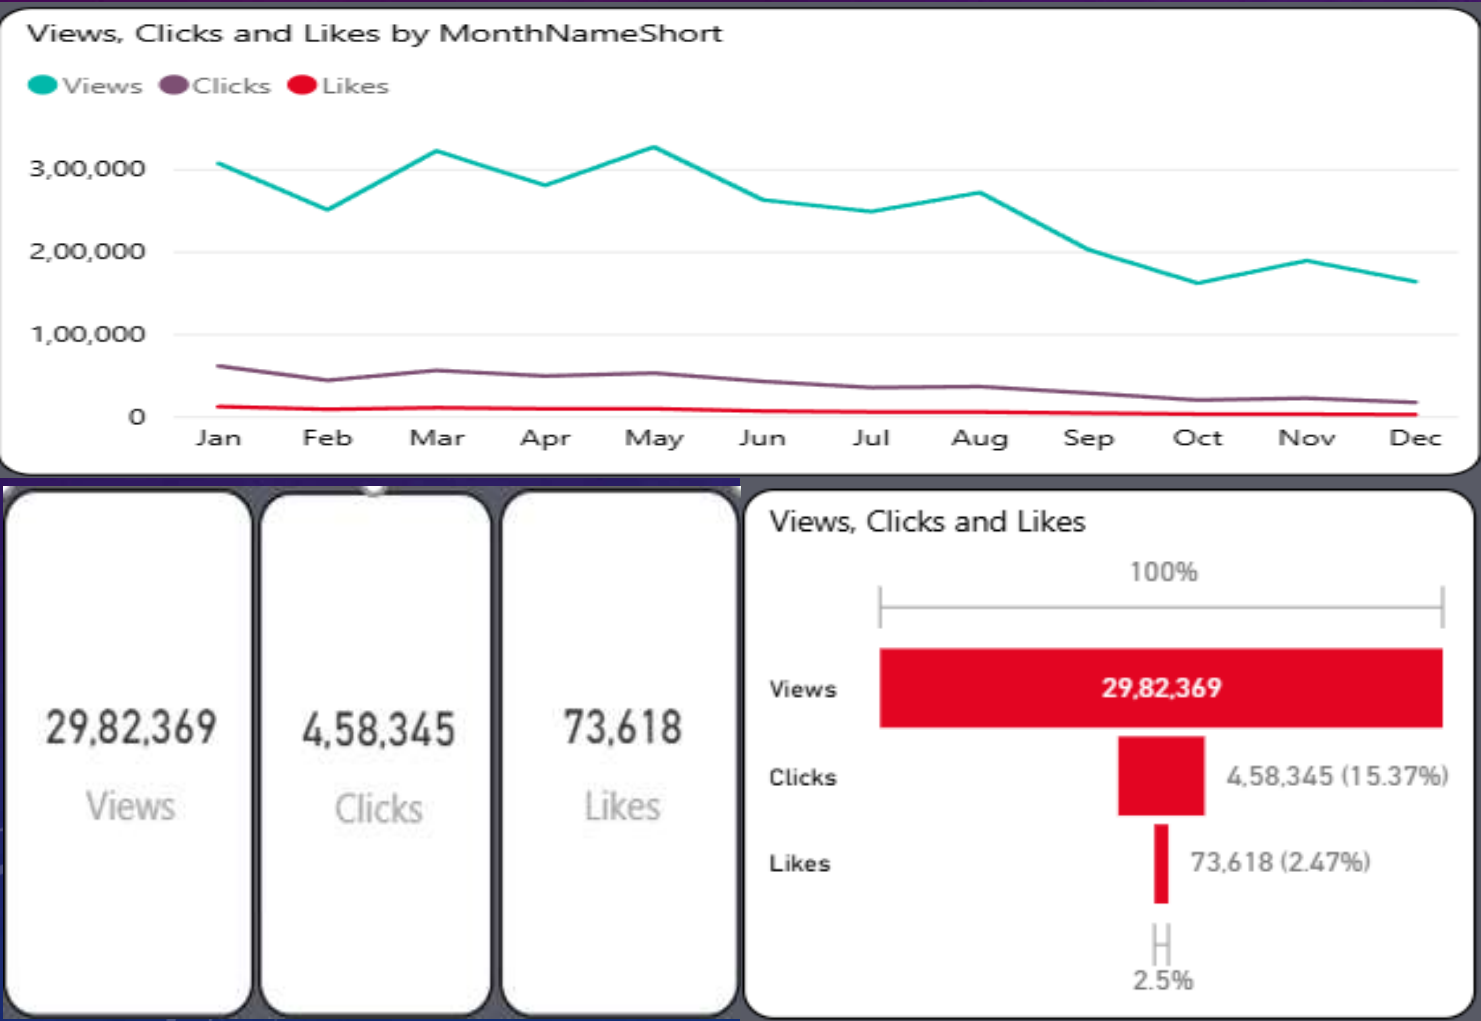 Views, Clicks and Likes by MonthNameShort
Views Clicks Likes
3,00,000
2,00,000
1,00,000
0
Jan Feb Mar Apr May Jun Jul Aug Sep Oct Nov Dec
29,82,369
Views
4,58,345
Clicks
73,618
Likes
Views, Clicks and Likes
100%
Views 29,82,369
Clicks 4,58,345 (15.37%)
Likes 73,618 (2.47%)
2.5%